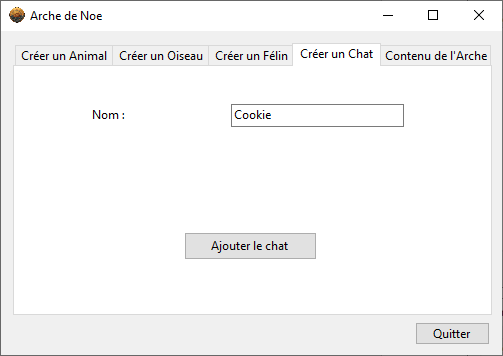 Arche de Noe
Créer un Animal Créer un Oiseau Créer un Félin Créer un Chat Contenu de l'Arche
Nom : Cookie
Ajouter le chat
Quitter